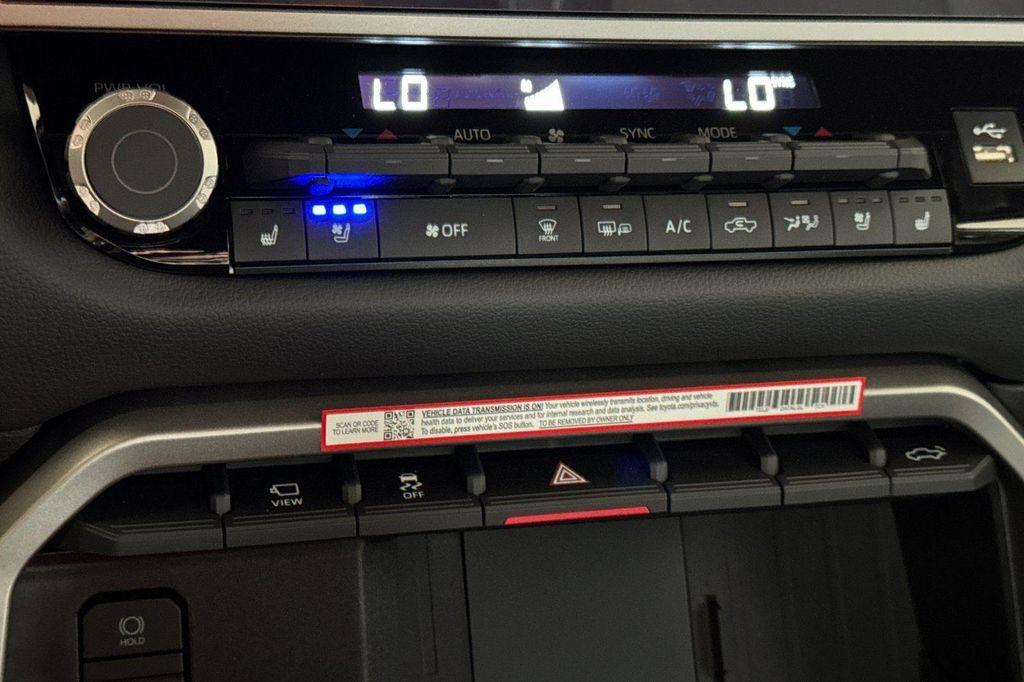 PWR VOL
LO
LO
AUTO
SYNC
MODE
OFF
FRONT
A/C
SCAN OR CODE
TO LEARN MORE
VEHICLE DATA TRANSMISSION IS ON! Your vehicle wirelessly transmits location, driving and vehicle
health data to deliver your services and for internal research and data analysis. See toyota.com/privacyvts.
To disable, press vehicle's SOS button. TO BE REMOVED BY OWNER ONLY
VIEW
OFF
HOLD